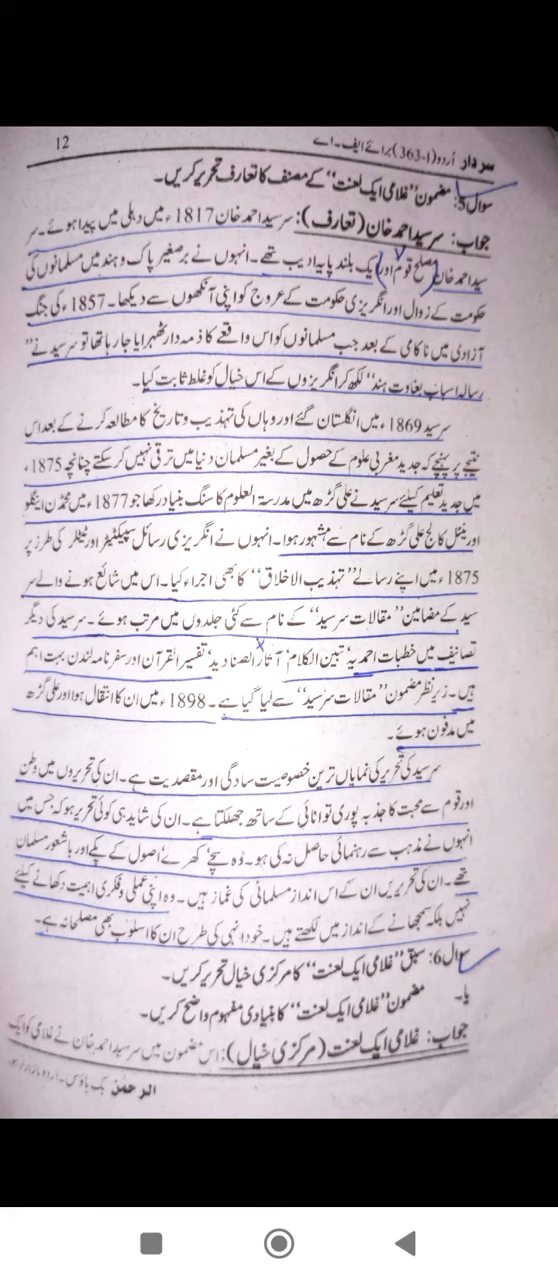 سردار اُردو (1-363) برائے ایف۔اے
12
سوال 5: مضمون ”غلامی ایک لعنت“ کے مصنف کا تعارف تحریر کریں۔
جواب: سرسید احمد خان (تعارف): سرسید احمد خان 1817ء میں دہلی میں پیدا ہوئے۔ سر
سید احمد خان مصلح قوم اور ایک بلند پایہ ادیب تھے۔ انہوں نے برصغیر پاک و ہند میں مسلمانوں کی
حکومت کے زوال اور انگریزی حکومت کے عروج کو اپنی آنکھوں سے دیکھا۔ 1857ء کی جنگ
آزادی میں ناکامی کے بعد جب مسلمانوں کو اس واقعے کا ذمہ دار ٹھہرایا جا رہا تھا تو سرسید نے ”
رسالہ اسباب بغاوت ہند“ لکھ کر انگریزوں کے اس خیال کو غلط ثابت کیا۔
سرسید 1869ء میں انگلستان گئے اور وہاں کی تہذیب و تاریخ کا مطالعہ کرنے کے بعد اس
نتیجے پر پہنچے کہ جدید مغربی علوم کے حصول کے بغیر مسلمان دنیا میں ترقی نہیں کر سکتے چنانچہ 1875ء
میں جدید تعلیم کیلئے سرسید نے علی گڑھ میں مدرسۃ العلوم کا سنگ بنیاد رکھا جو 1877ء میں محمڈن اینگلو
اورینٹل کالج علی گڑھ کے نام سے مشہور ہوا۔ انہوں نے انگریزی رسائل سپیکٹیٹر اور ٹیٹلر کی طرز پر
1875ء میں اپنے رسالے ”تہذیب الاخلاق“ کا بھی اجراء کیا۔ اس میں شائع ہونے والے سر
سید کے مضامین ”مقالات سرسید“ کے نام سے کئی جلدوں میں مرتب ہوئے۔ سرسید کی دیگر
تصانیف میں خطبات احمدیہ‘ تبین الکلام‘ آثار الصنادید‘ تفسیر القرآن اور سفر نامہ لندن بہت اہم
ہیں۔ زیر نظر مضمون ”مقالات سرسید“ سے لیا گیا ہے۔ 1898ء میں ان کا انتقال ہوا اور علی گڑھ
میں مدفون ہوئے۔
سرسید کی تحریر کی نمایاں ترین خصوصیت سادگی اور مقصدیت ہے۔ ان کی تحریروں میں وطن
اور قوم سے محبت کا جذبہ پوری توانائی کے ساتھ جھلکتا ہے۔ ان کی شاید ہی کوئی تحریر ہو کہ جس میں
انہوں نے مذہب سے رہنمائی حاصل نہ کی ہو۔ وہ سچے‘ کھرے‘ اصول کے پکے اور باشعور مسلمان
تھے۔ ان کی تحریریں ان کے اس انداز مسلمانی کی غماز ہیں۔ وہ اپنی عملی و فکری اہمیت دکھانے کیلئے
نہیں بلکہ سمجھانے کے انداز میں لکھتے ہیں۔ خود انہی کی طرح ان کا اسلوب بھی مصلحانہ ہے۔
سوال 6: سبق ”غلامی ایک لعنت“ کا مرکزی خیال تحریر کریں۔
یا۔ مضمون ”غلامی ایک لعنت“ کا بنیادی مفہوم واضح کریں۔
جواب: غلامی ایک لعنت (مرکزی خیال): اس مضمون میں سرسید احمد خان نے غلامی کو ایک
الرحمٰن بک ہاؤس۔ اردو بازار لاہور